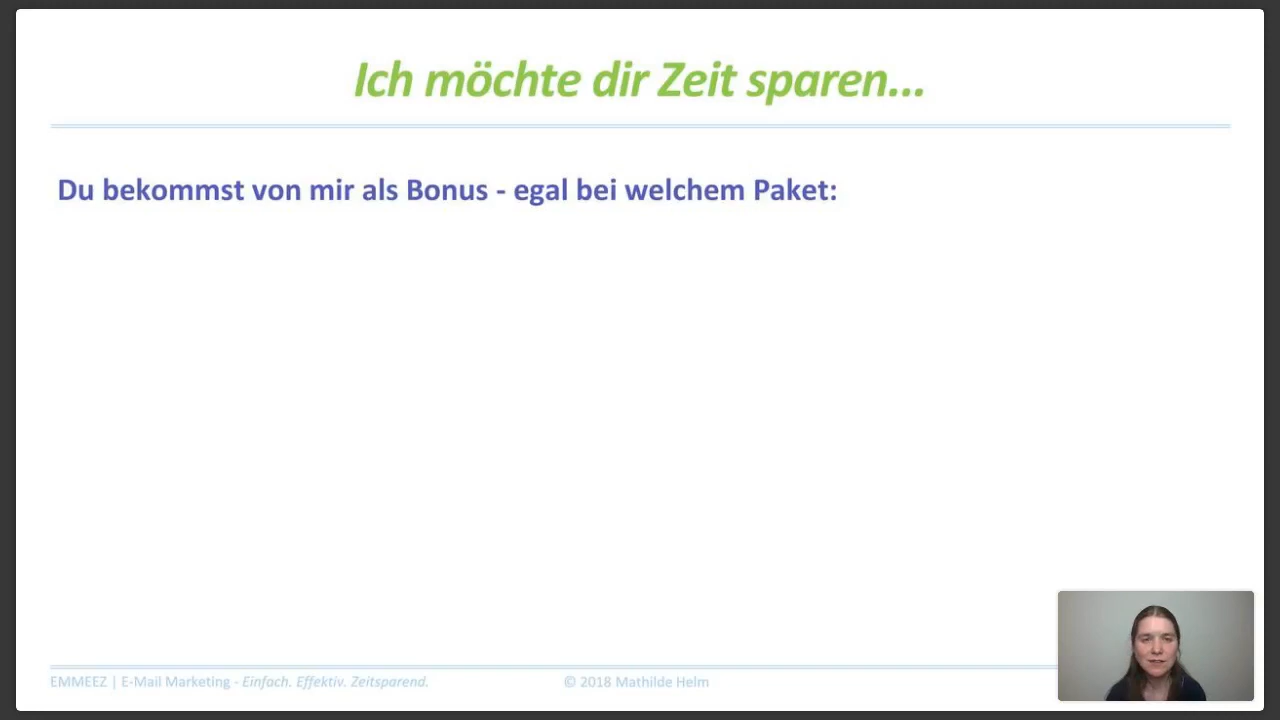 Ich möchte dir Zeit sparen...
Du bekommst von mir als Bonus - egal bei welchem Paket:
EMMEEZ | E-Mail Marketing - Einfach. Effektiv. Zeitsparend.
© 2018 Mathilde Helm